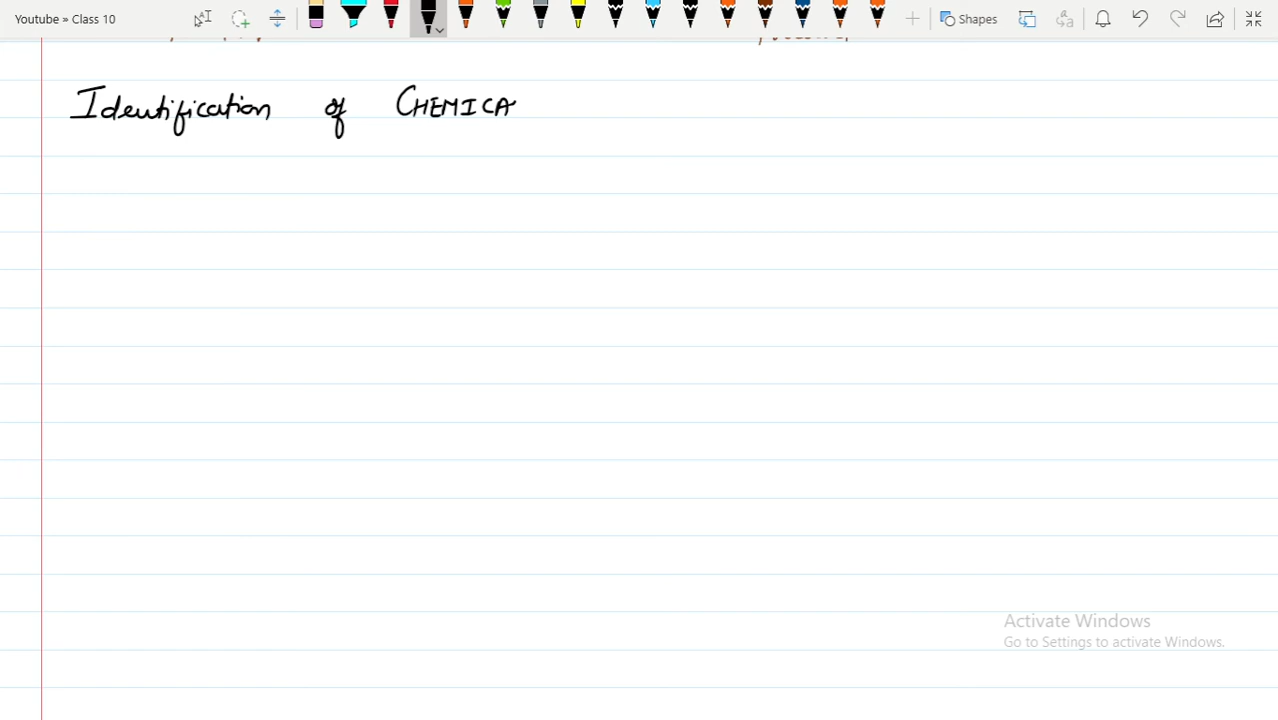 Youtube » Class 10
Shapes
Identification of CHEMICA
Activate Windows
Go to Settings to activate Windows.